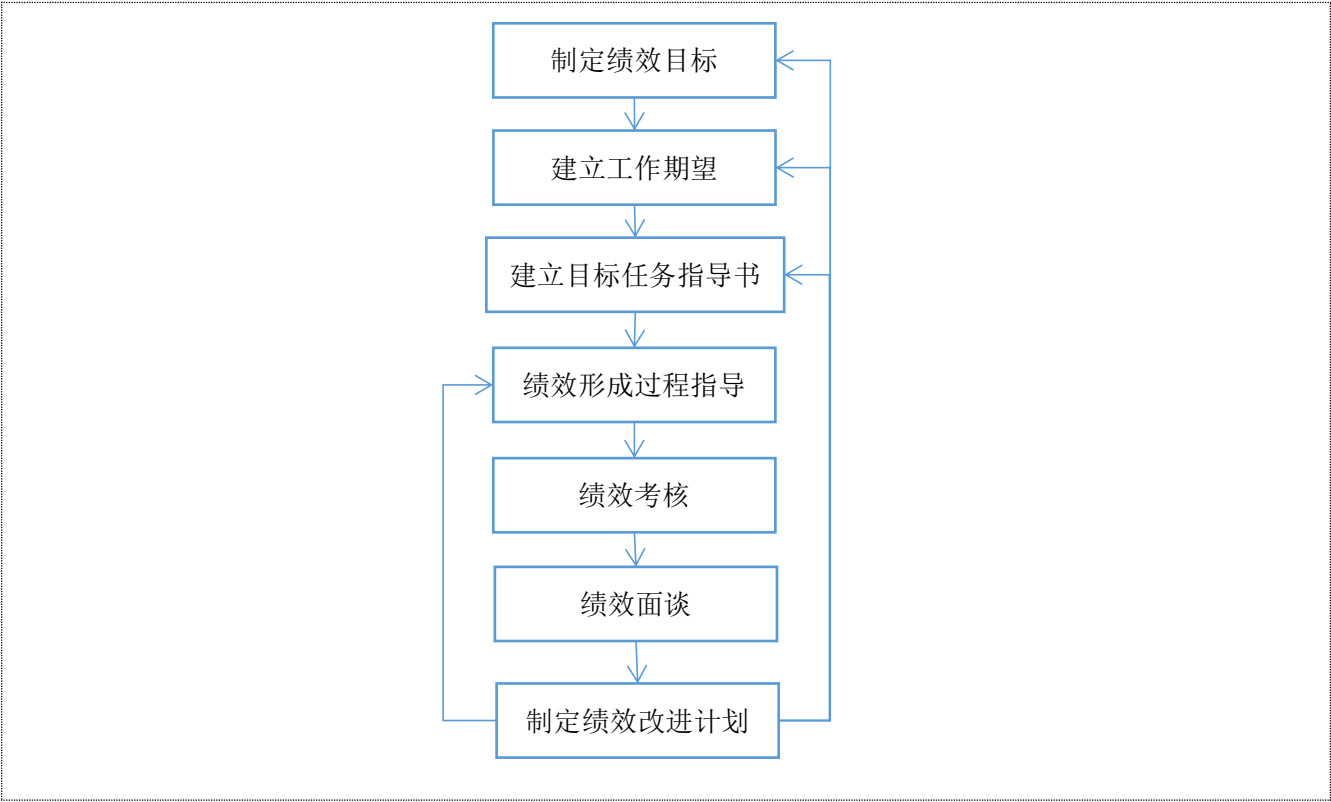 制定绩效目标
建立工作期望
建立目标任务指导书
绩效形成过程指导
绩效考核
绩效面谈
制定绩效改进计划